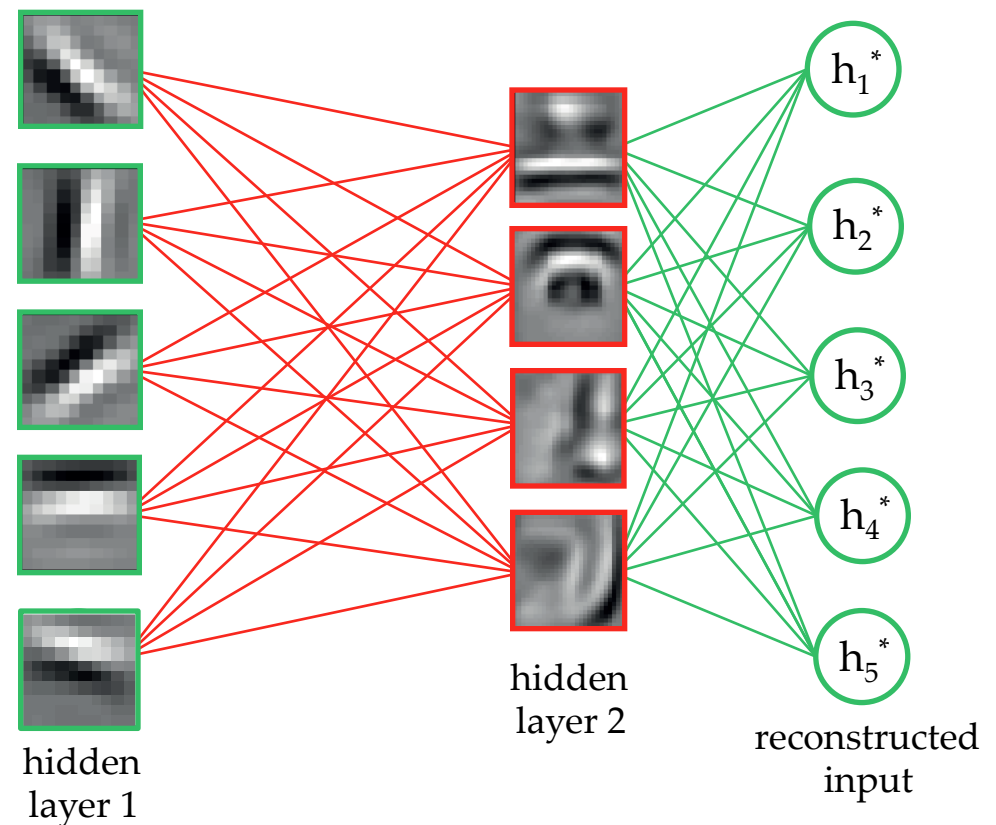 h₁*
h₂*
h₃*
h₄*
h₅*
hidden
layer 1
hidden
layer 2
reconstructed
input